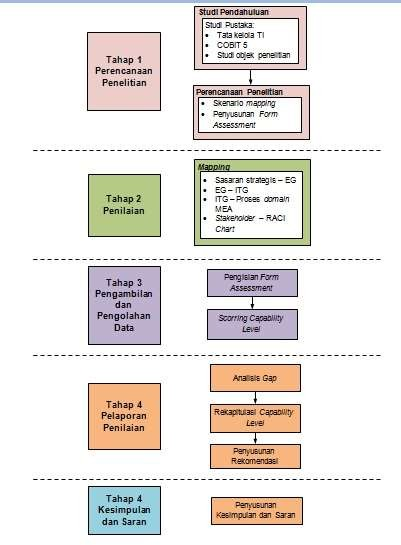 Studi Pendahuluan
Studi Pustaka:
• Tata kelola TI
• COBIT 5
• Studi objek penelitian
Tahap 1
Perencanaan
Penelitian
Perencanaan Penelitian
• Skenario mapping
• Penyusunan Form
Assessment
Tahap 2
Penilaian
Mapping
• Sasaran strategis – EG
• EG – ITG
• ITG – Proses domain
MEA
• Stakeholder – RACI
Chart
Tahap 3
Pengambilan
dan
Pengolahan
Data
Pengisian Form
Assessment
Scorring Capability
Level
Tahap 4
Pelaporan
Penilaian
Analisis Gap
Rekapitulasi Capability
Level
Penyusunan
Rekomendasi
Tahap 4
Kesimpulan
dan Saran
Penyusunan
Kesimpulan dan Saran